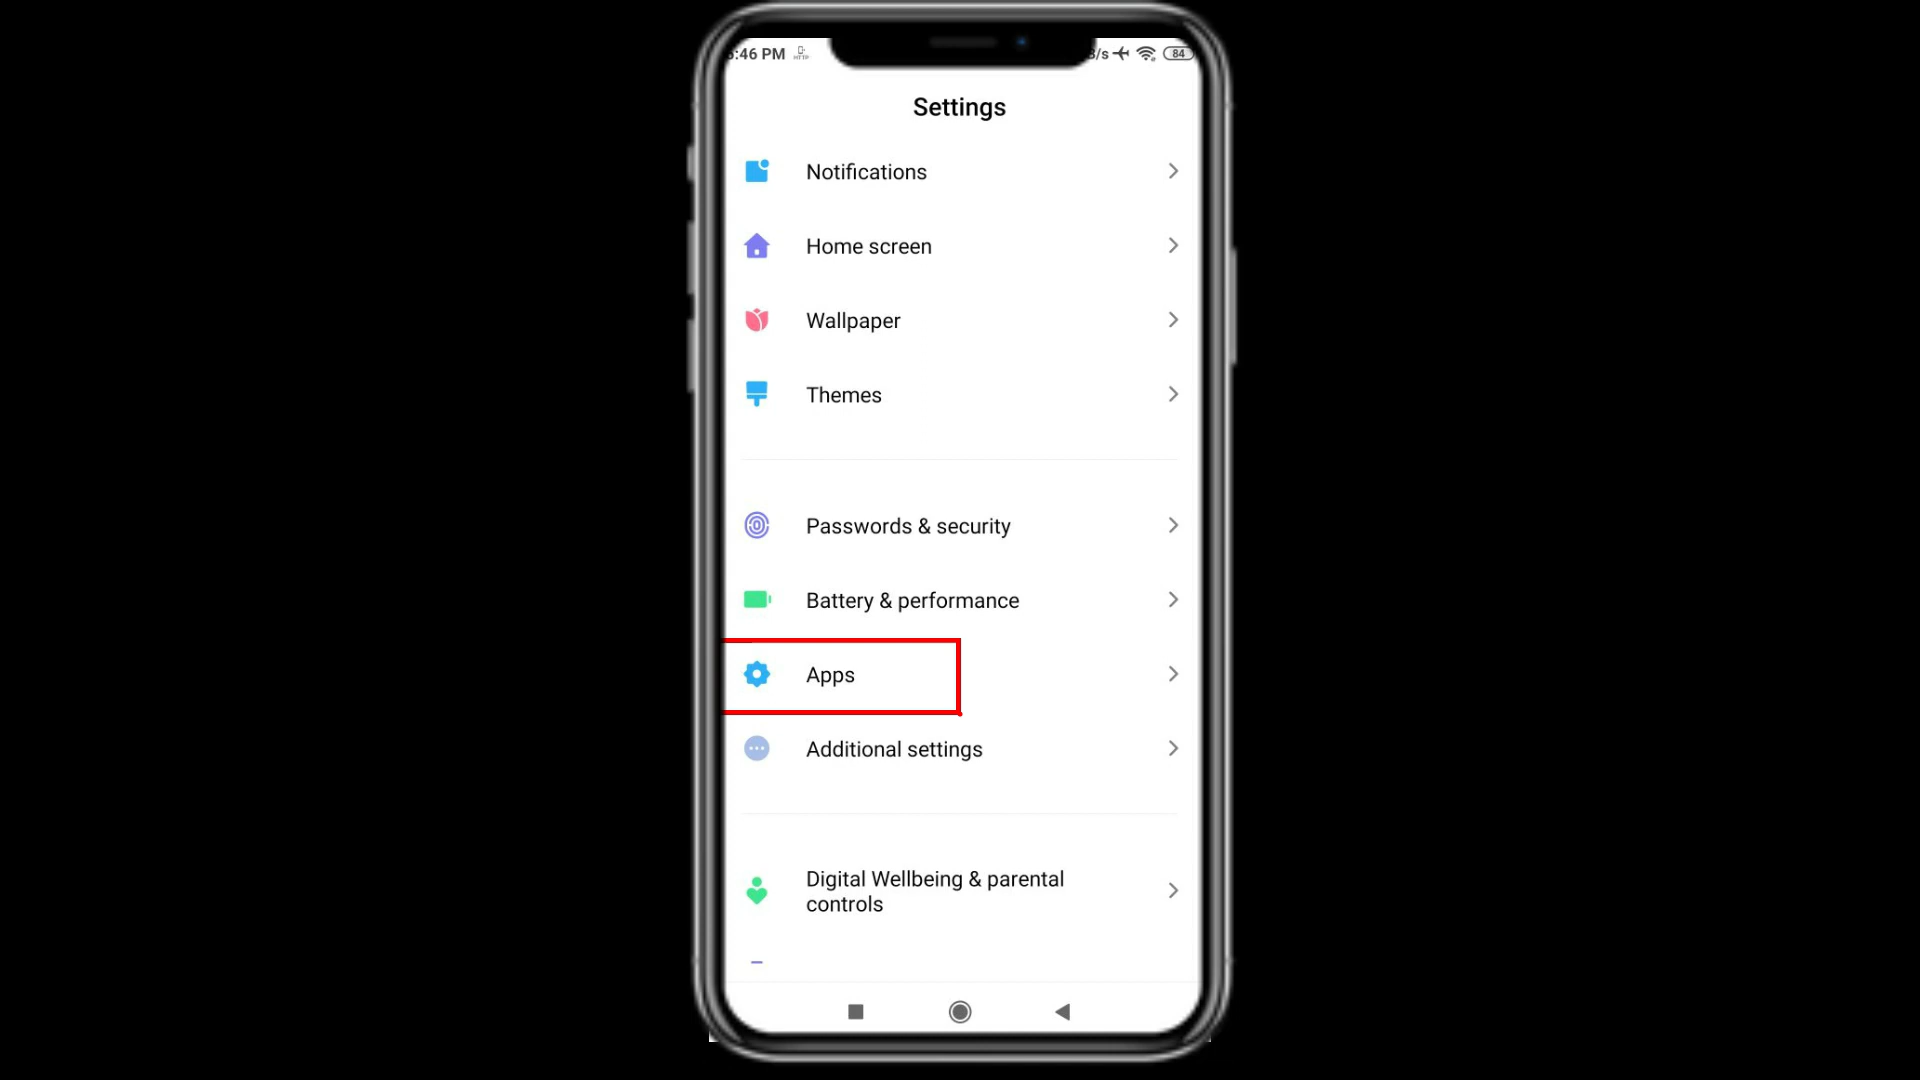 :46 PM
/s
84
Settings
Notifications
Home screen
Wallpaper
Themes
Passwords & security
Battery & performance
Apps
Additional settings
Digital Wellbeing & parental
controls